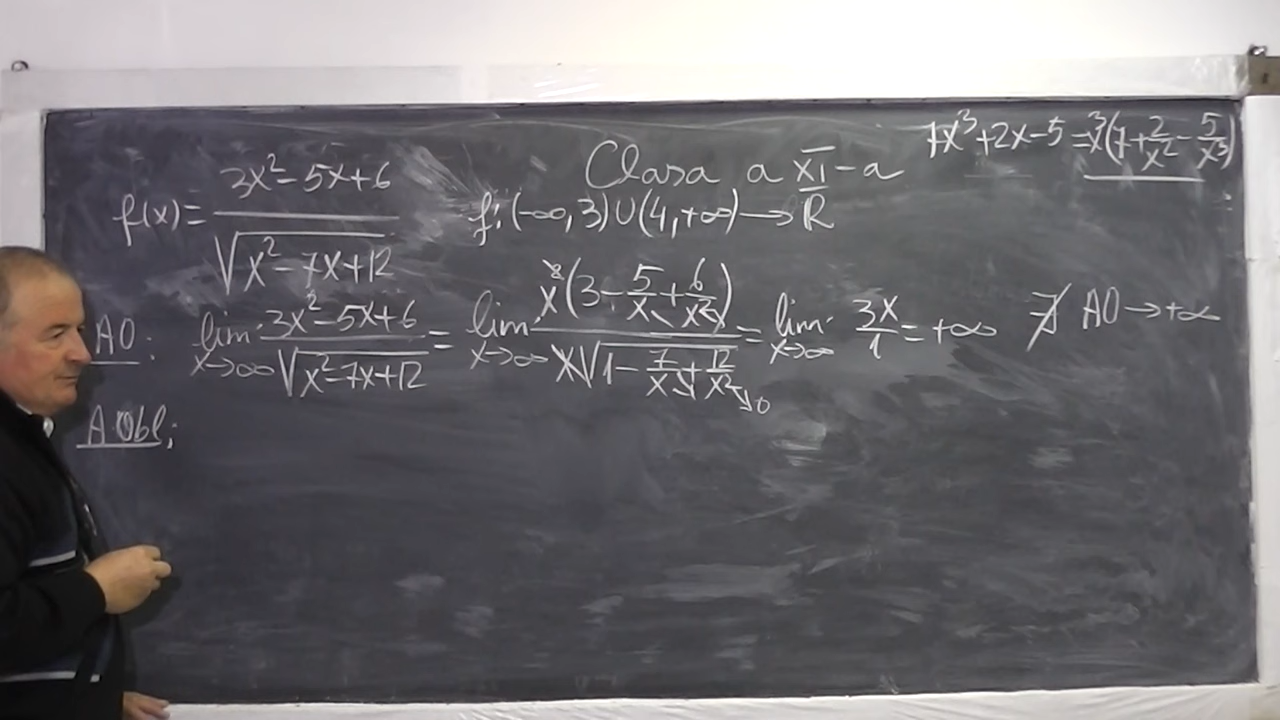 7x³+2x-5=x³(7+2/x²-5/x³)
Clasa a XI-a
f(x)=(3x²-5x+6)/√(x²-7x+12) f:(-∞,3)∪(4,+∞)→R
AO: lim x→∞ (3x²-5x+6)/√(x²-7x+12) = lim x→∞ x²(3-5/x+6/x²)/(x√(1-7/x+12/x²)) →0 = lim x→∞ 3x/1=+∞ ∄ AO→+∞
A.Obl: